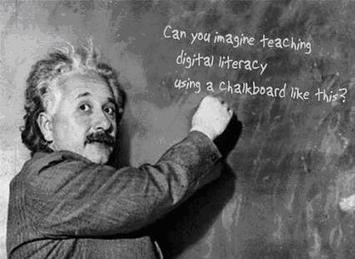 Can you imagine teaching
digital literacy
using a chalkboard like this?